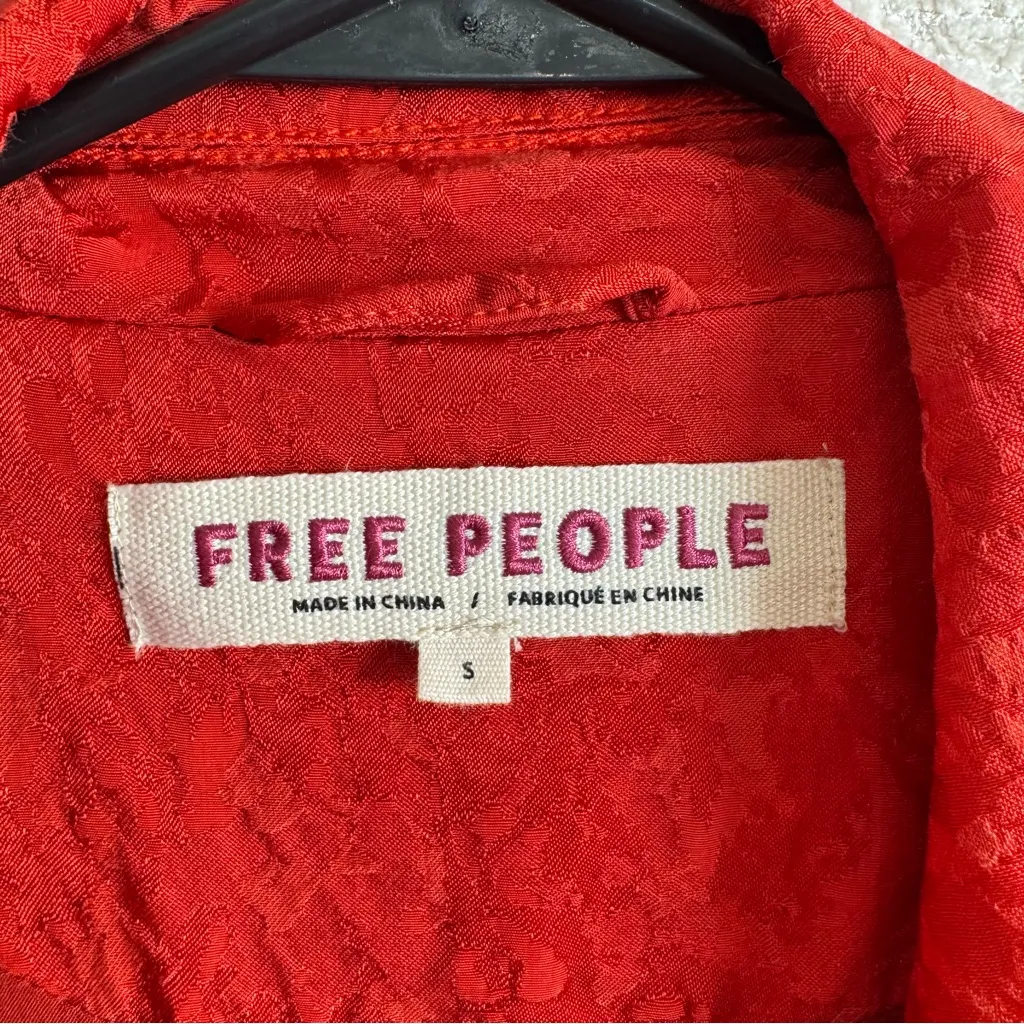 FREE PEOPLE
MADE IN CHINA / FABRIQUÉ EN CHINE
S